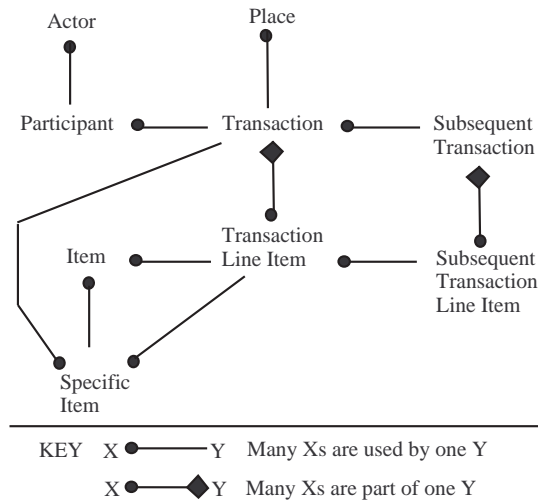 Actor
Place
Participant
Transaction
Subsequent
Transaction
Item
Transaction
Line Item
Subsequent
Transaction
Line Item
Specific
Item
KEY X Y Many Xs are used by one Y
X Y Many Xs are part of one Y